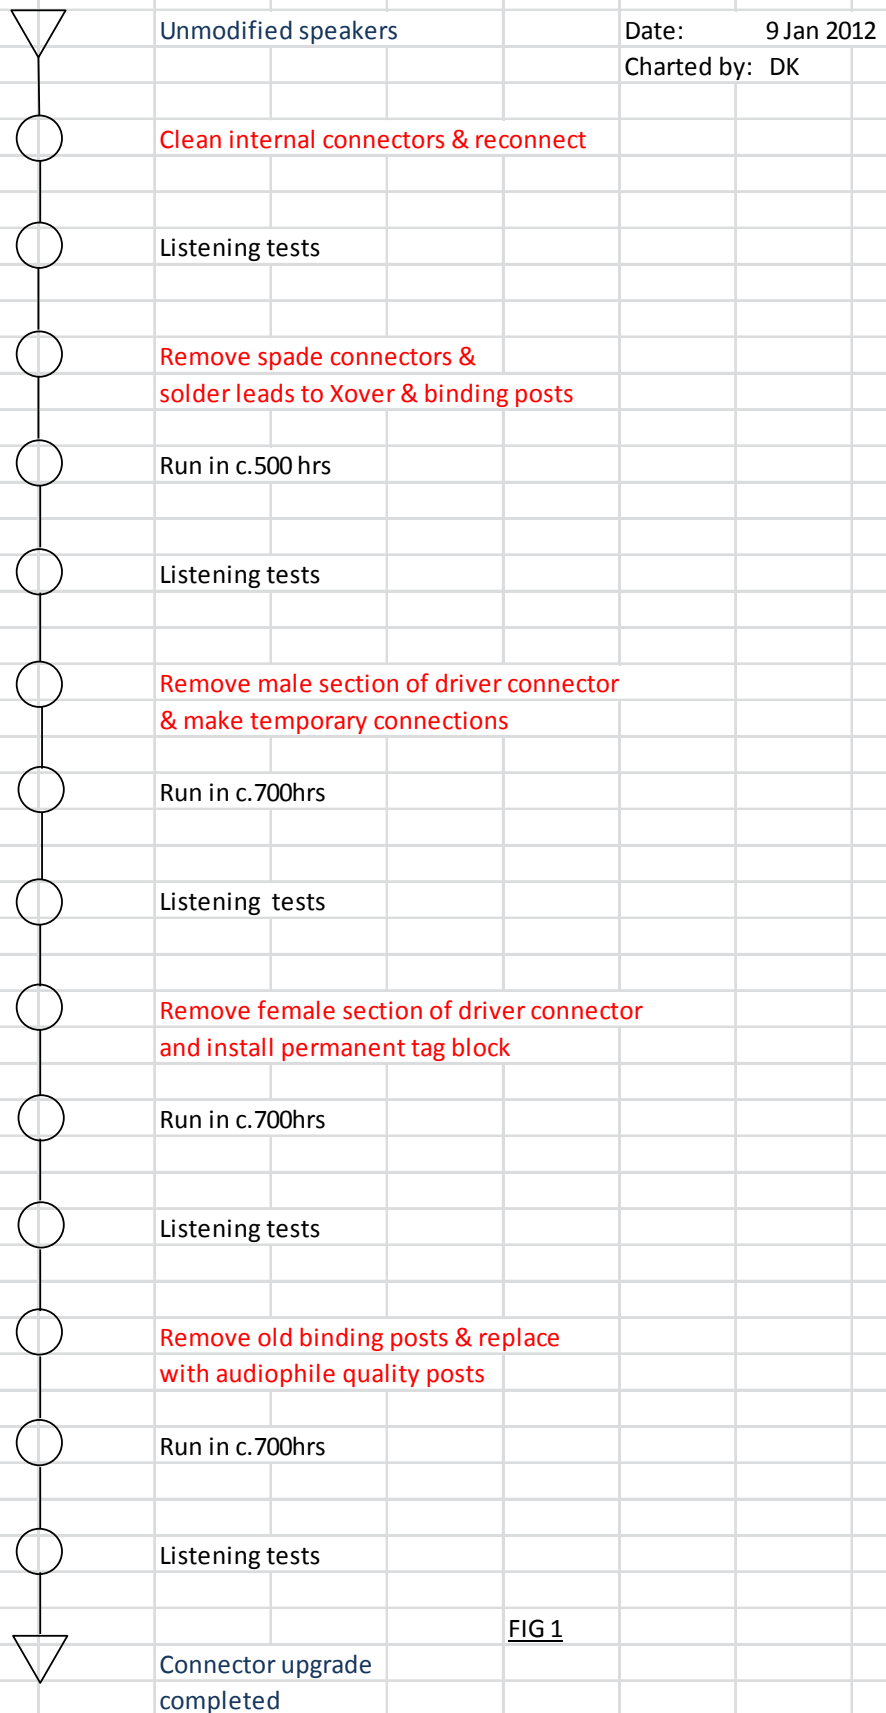 Unmodified speakers Date: 9 Jan 2012
Charted by: DK
Clean internal connectors & reconnect
Listening tests
Remove spade connectors &
solder leads to Xover & binding posts
Run in c.500 hrs
Listening tests
Remove male section of driver connector
& make temporary connections
Run in c.700hrs
Listening tests
Remove female section of driver connector
and install permanent tag block
Run in c.700hrs
Listening tests
Remove old binding posts & replace
with audiophile quality posts
Run in c.700hrs
Listening tests
FIG 1
Connector upgrade
completed